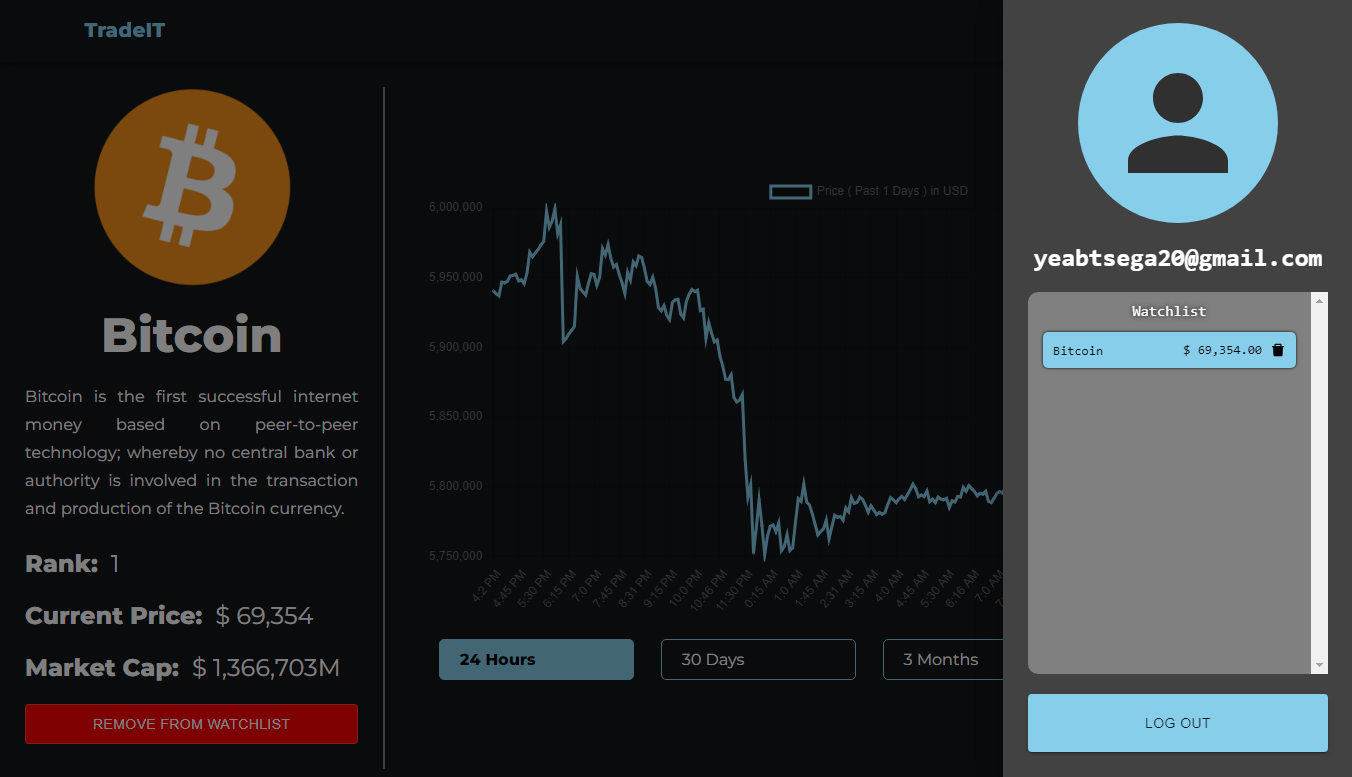 TradeIT
Bitcoin
Bitcoin is the first successful internet
money based on peer-to-peer
technology; whereby no central bank or
authority is involved in the transaction
and production of the Bitcoin currency.
Rank: 1
Current Price: $ 69,354
Market Cap: $ 1,366,703M
REMOVE FROM WATCHLIST
Price ( Past 1 Days ) in USD
6,000,000
5,950,000
5,900,000
5,850,000
5,800,000
5,750,000
4:2 PM
4:45 PM
5:30 PM
6:15 PM
7:0 PM
7:45 PM
8:31 PM
9:15 PM
10:0 PM
10:46 PM
11:30 PM
0:15 AM
1:0 AM
1:45 AM
2:31 AM
3:15 AM
4:0 AM
4:45 AM
5:30 AM
6:16 AM
7:0 AM
24 Hours
30 Days
3 Months
yeabtsega20@gmail.com
Watchlist
Bitcoin $ 69,354.00
LOG OUT